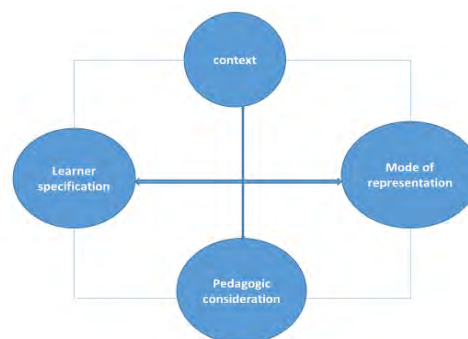 context
Learner
specification
Mode of
representation
Pedagogic
consideration